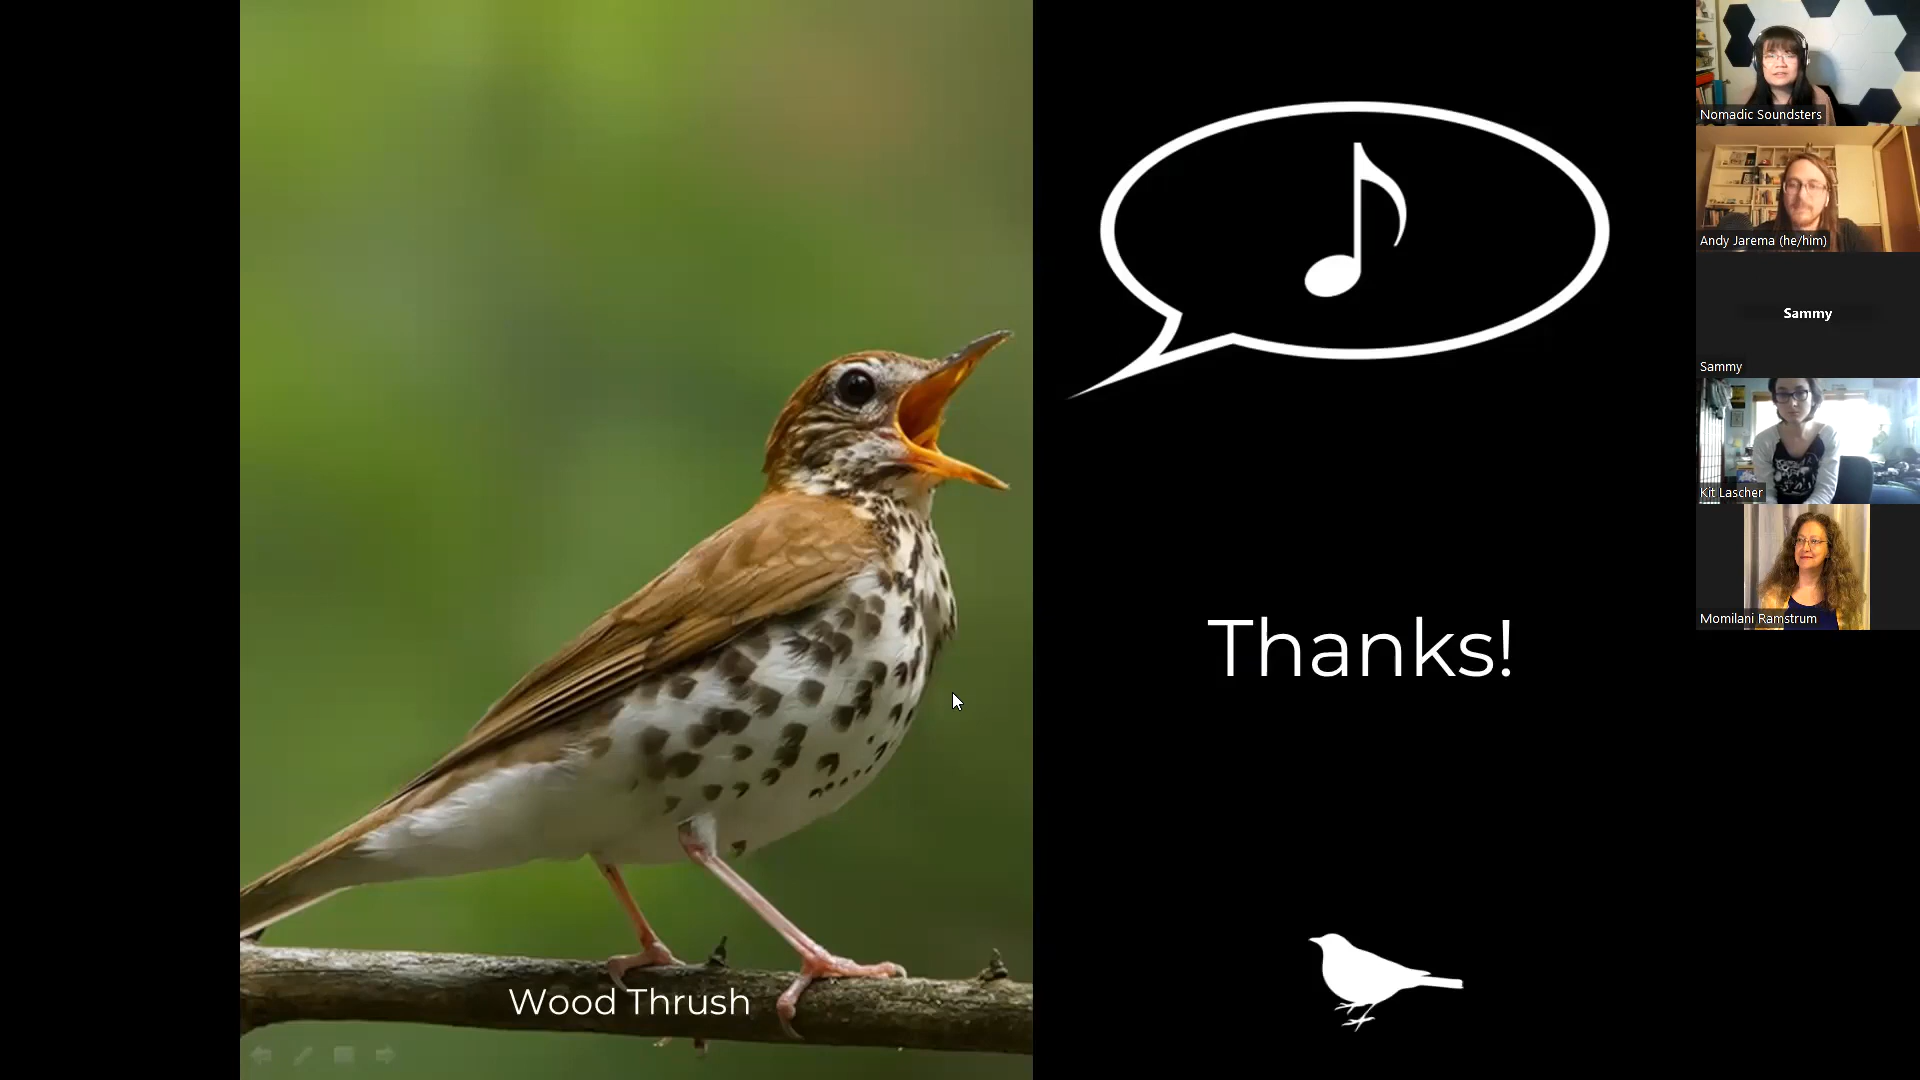 Wood Thrush
Thanks!
Nomadic Soundsters
Andy Jarema (he/him)
Sammy
Sammy
Kit Lascher
Momilani Ramstrum